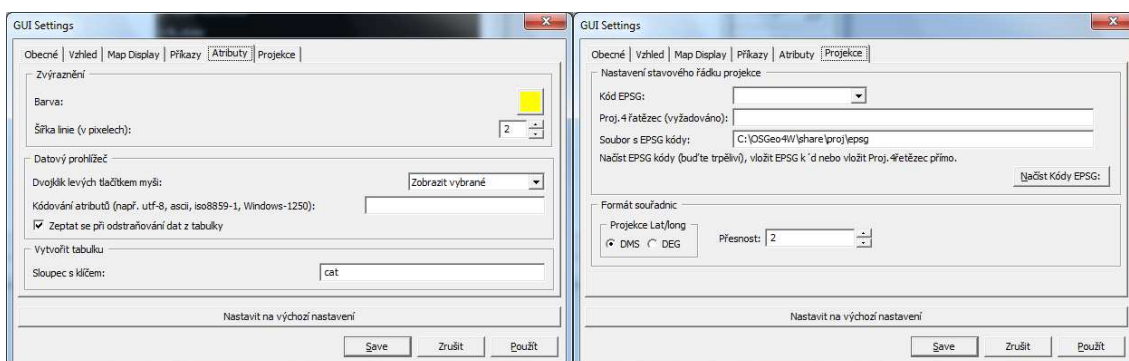 GUI Settings
Obecné Vzhled Map Display Příkazy Atributy Projekce
Zvýraznění
Barva:
Šířka linie (v pixelech): 2
Datový prohlížeč
Dvojklik levých tlačítkem myši: Zobrazit vybrané
Kódování atributů (např. utf-8, ascii, iso8859-1, Windows-1250):
Zeptat se při odstraňování dat z tabulky
Vytvořit tabulku
Sloupec s klíčem: cat
Nastavit na výchozí nastavení
Save Zrušit Použít
GUI Settings
Obecné Vzhled Map Display Příkazy Atributy Projekce
Nastavení stavového řádku projekce
Kód EPSG:
Proj.4 řatězec (vyžadováno):
Soubor s EPSG kódy: C:\OSGeo4W\share\proj\epsg
Načíst EPSG kódy (buďte trpěliví), vložit EPSG k´d nebo vložit Proj.4řetězec přímo.
Načíst Kódy EPSG:
Formát souřadnic
Projekce Lat/long
DMS DEG Přesnost: 2
Nastavit na výchozí nastavení
Save Zrušit Použít